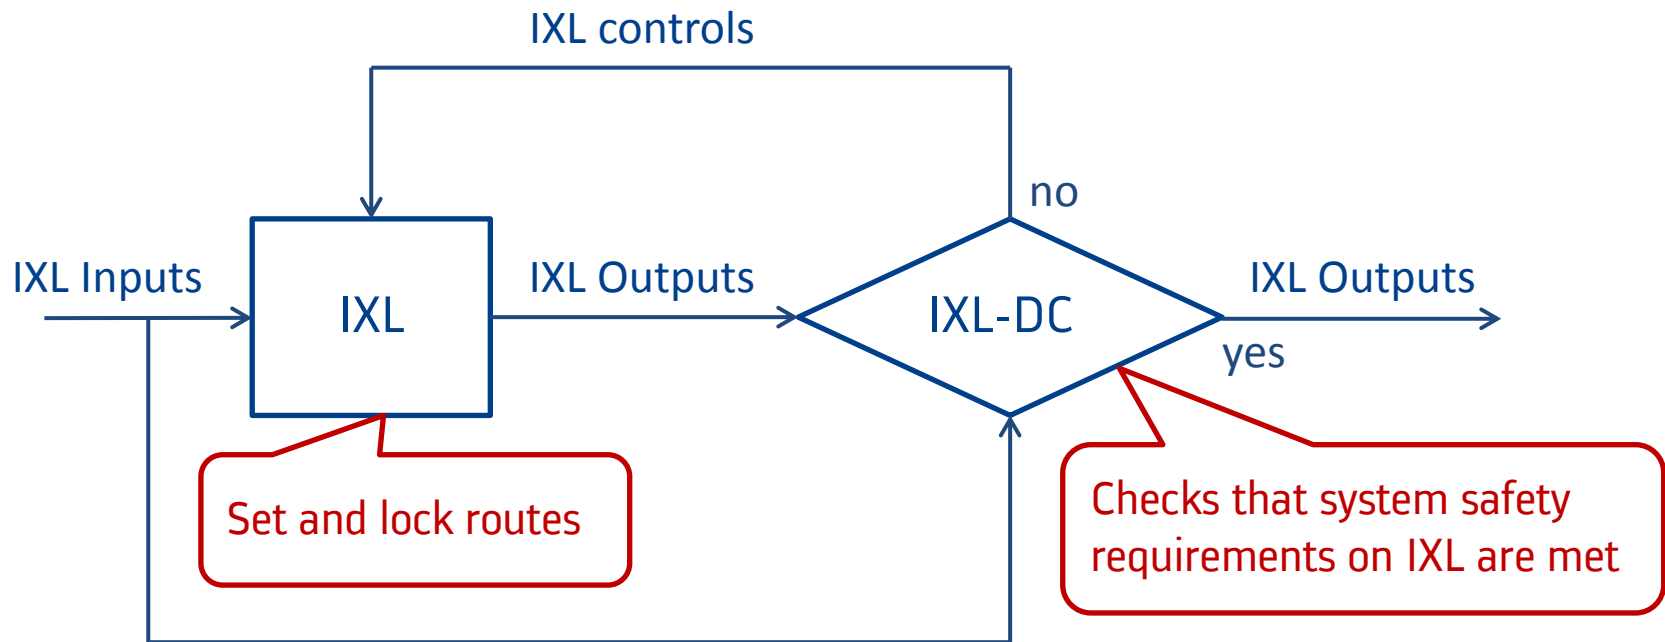 IXL controls
no
IXL Inputs
IXL
IXL Outputs
IXL-DC
IXL Outputs
yes
Set and lock routes
Checks that system safety
requirements on IXL are met